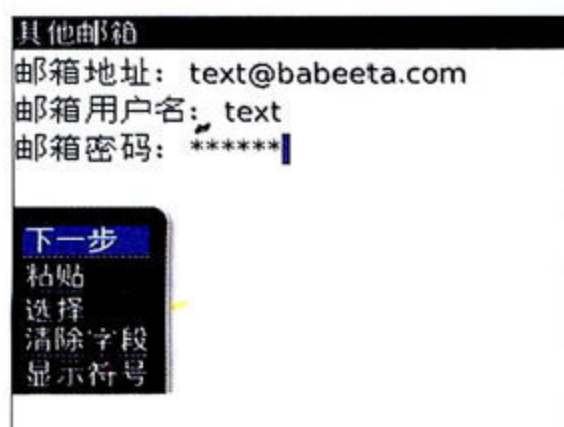 其他邮箱
邮箱地址: text@babeeta.com
邮箱用户名: text
邮箱密码: ******
下一步
粘贴
选择
清除字段
显示符号